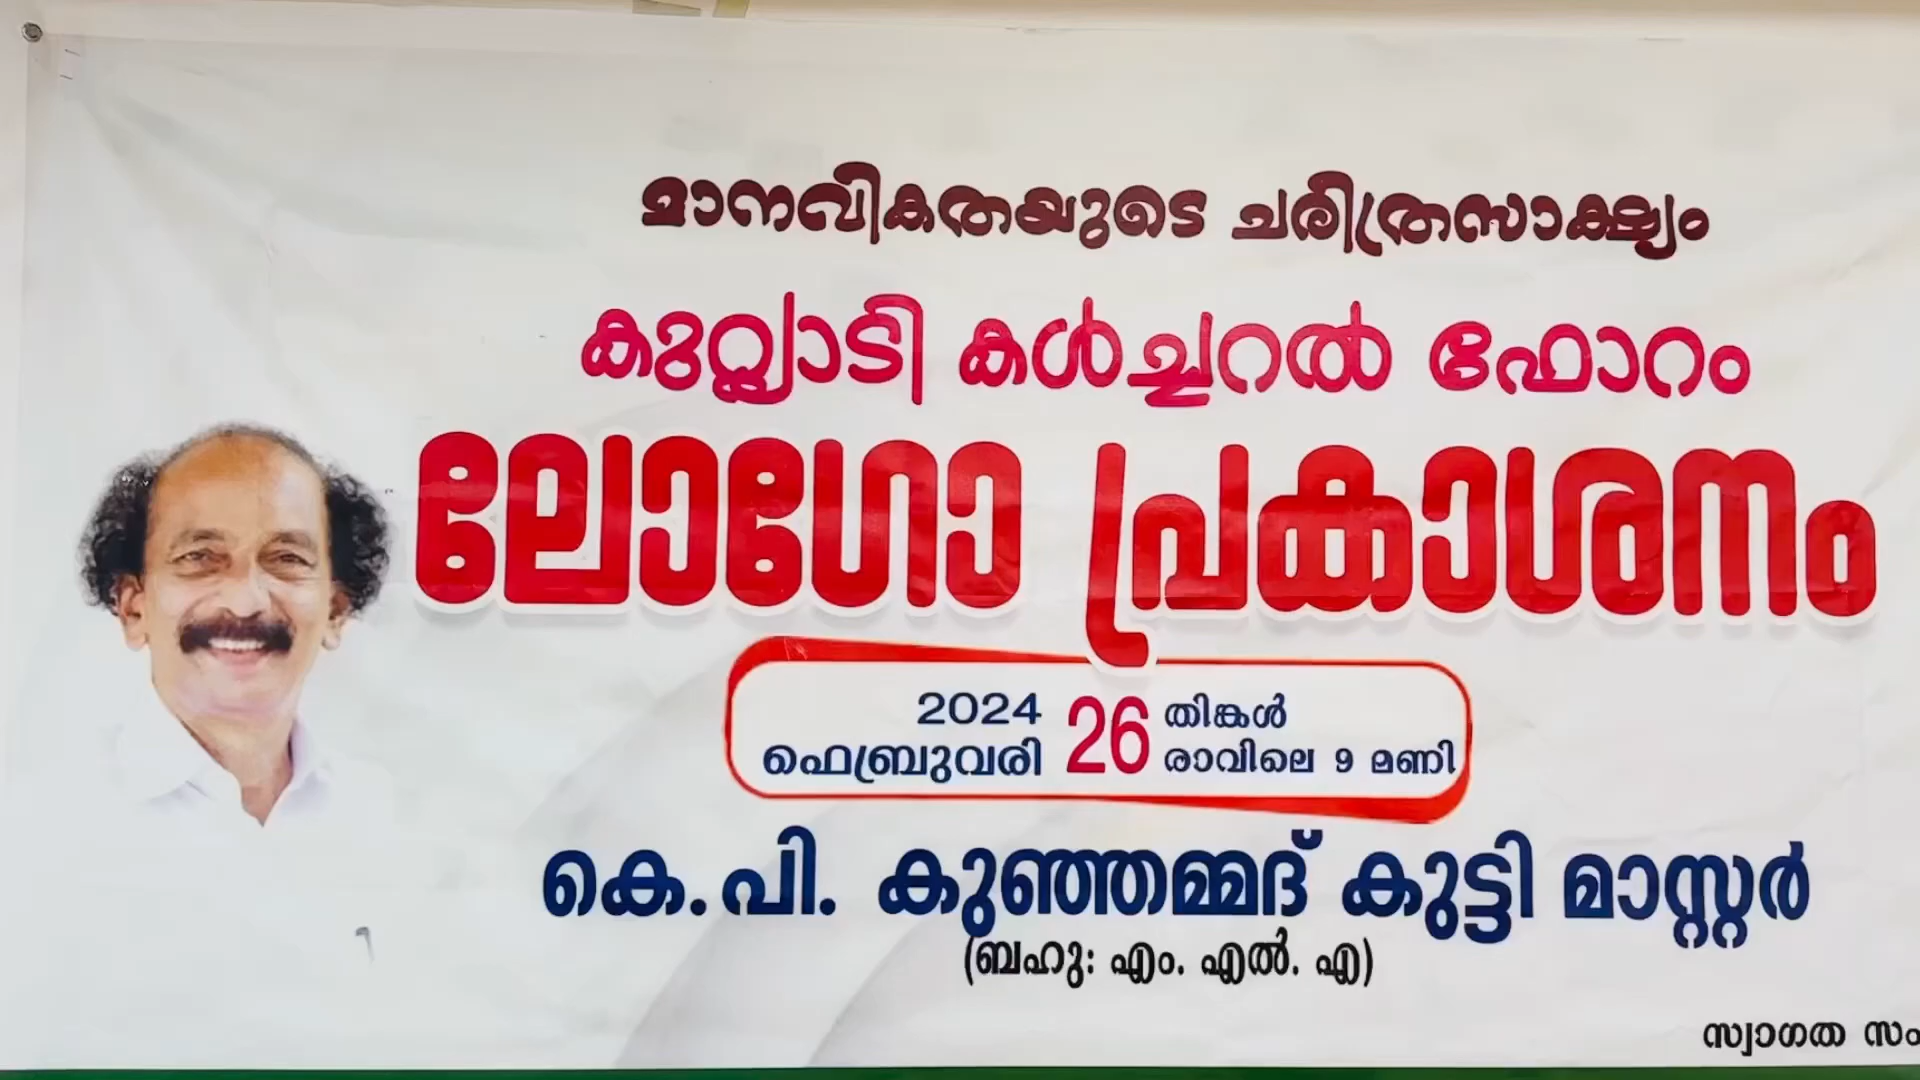 മാനവികതയുടെ ചരിത്രസാക്ഷ്യം
കുറ്റ്യാടി കൾച്ചറൽ ഫോറം
ലോഗോ പ്രകാശനം
2024 ഫെബ്രുവരി 26 തിങ്കൾ രാവിലെ 9 മണി
കെ.പി. കുഞ്ഞമ്മദ് കുട്ടി മാസ്റ്റർ
(ബഹു: എം. എൽ. എ)
സ്വാഗത